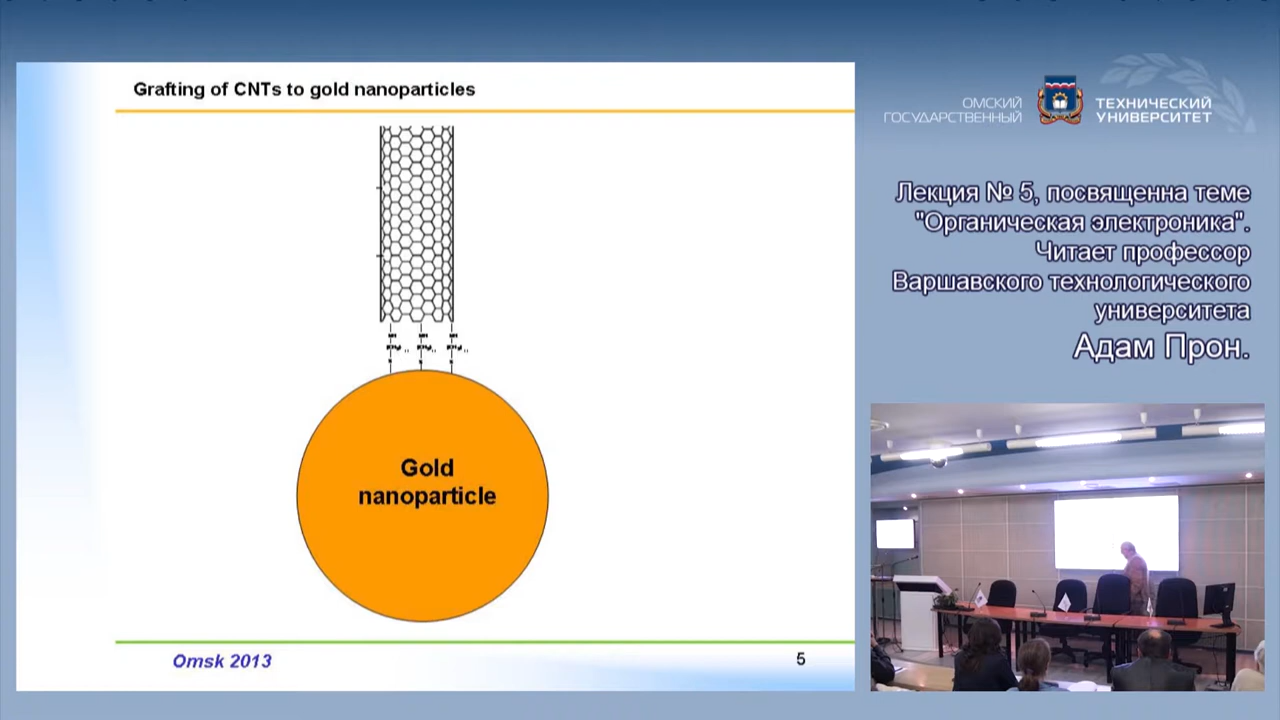 Grafting of CNTs to gold nanoparticles
Gold
nanoparticle
Omsk 2013
5
ОМСКИЙ
ГОСУДАРСТВЕННЫЙ
ТЕХНИЧЕСКИЙ
УНИВЕРСИТЕТ
Лекция № 5, посвященна теме
"Органическая электроника".
Читает профессор
Варшавского технологического
университета
Адам Прон.